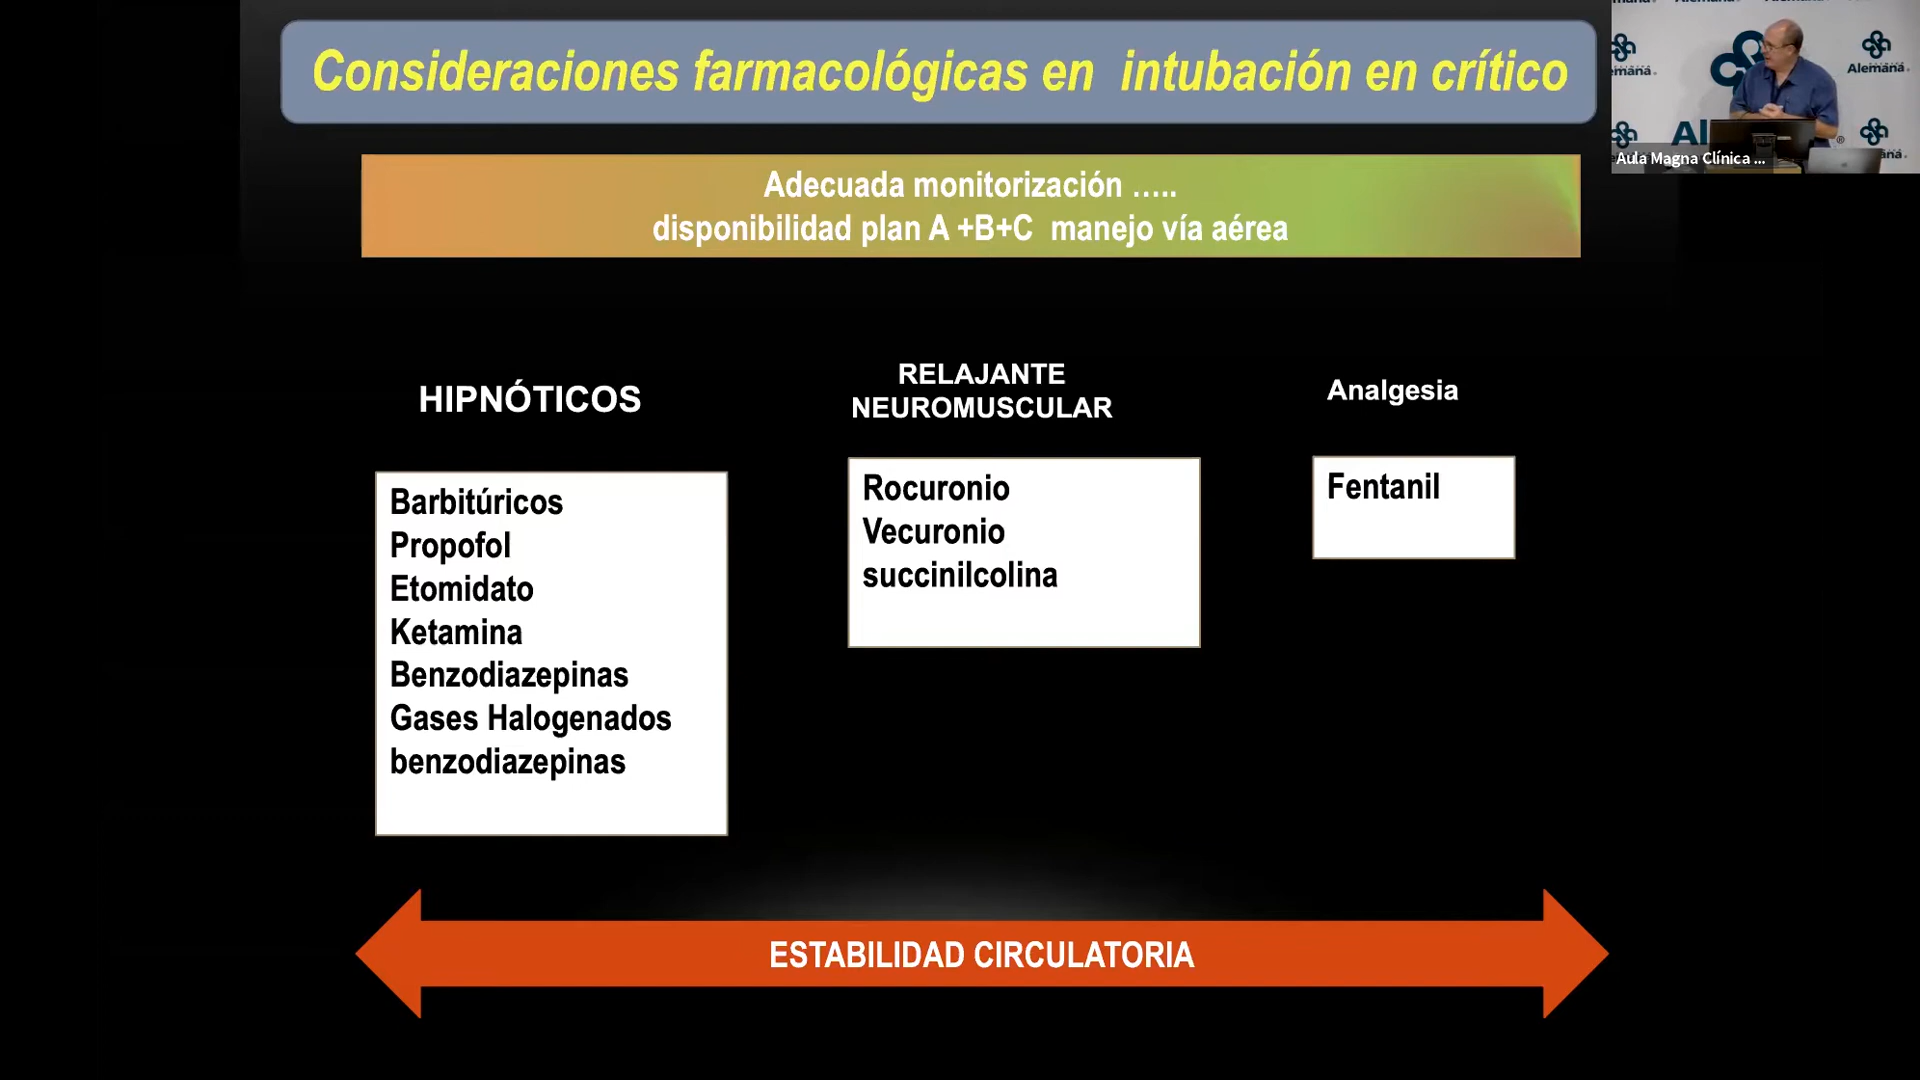 Consideraciones farmacológicas en intubación en crítico
Adecuada monitorización …..
disponibilidad plan A +B+C manejo vía aérea
HIPNÓTICOS
Barbitúricos
Propofol
Etomidato
Ketamina
Benzodiazepinas
Gases Halogenados
benzodiazepinas
RELAJANTE
NEUROMUSCULAR
Rocuronio
Vecuronio
succinilcolina
Analgesia
Fentanil
ESTABILIDAD CIRCULATORIA
Alemana
Aula Magna Clínica ...